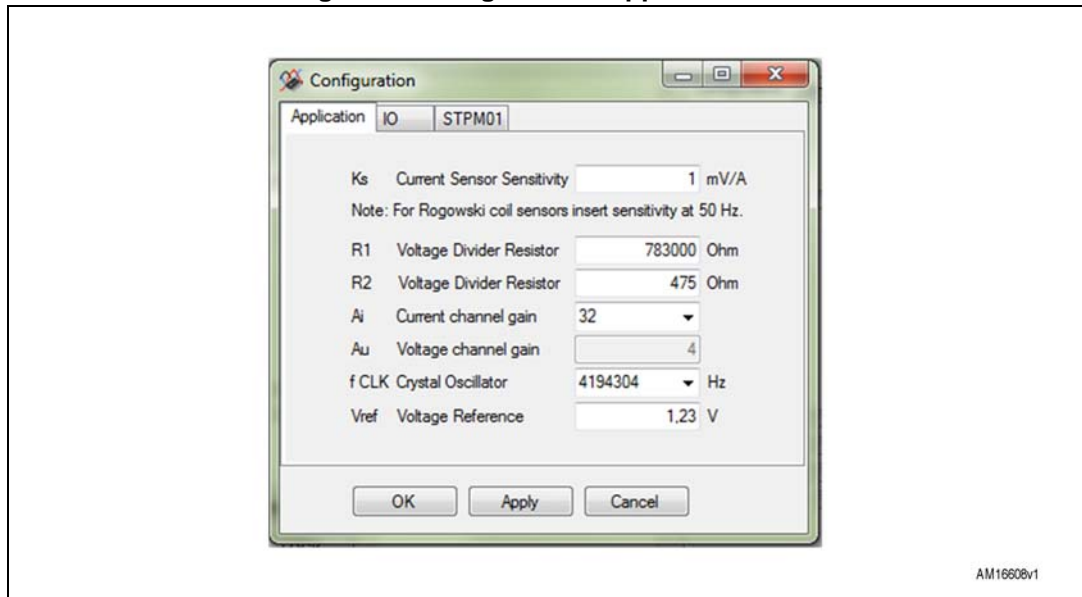 Configuration
Application IO STPM01
Ks Current Sensor Sensitivity 1 mV/A
Note: For Rogowski coil sensors insert sensitivity at 50 Hz.
R1 Voltage Divider Resistor 783000 Ohm
R2 Voltage Divider Resistor 475 Ohm
Ai Current channel gain 32
Au Voltage channel gain 4
f CLK Crystal Oscillator 4194304 Hz
Vref Voltage Reference 1,23 V
OK Apply Cancel
AM16608v1